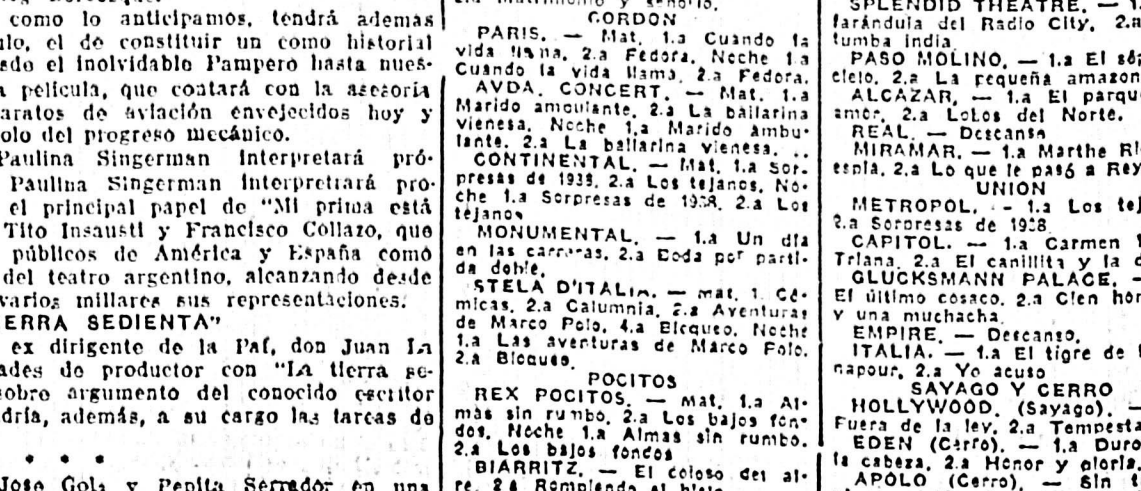 como lo anticipamos, tendrá además
el de constituir un como historial
el inolvidable Pampero hasta nues-
película, que contará con la asesoria
aratos de aviación envejecidos hoy y
olo del progreso mecánico.
Paulina Singerman interpretará pró-
Paulina Singerman interpretrará pro-
el principal papel de "Mi prima está
Tito Insausti y Francisco Collazo, que
públicos de América y España como
del teatro argentino, alcanzando desde
varios millares sus representaciones.
ERRA SEDIENTA"
ex dirigente de la Paf, don Juan La
ades de productor con "La tierra se-
sobre argumento del conocido escritor
dría, además, a su cargo las tareas de
* * *
José Gola y Pepita Serrador en una
CORDON
PARIS. — Mat. 1.a Cuando la
vida llama, 2.a Fedora. Noche 1.a
Cuando la vida llama, 2.a Fedora.
AVDA. CONCERT. — Mat. 1.a
Marido ambulante, 2.a La bailarina
vienesa, Noche 1.a Marido ambu-
lante. 2.a La bailarina vienesa.
CONTINENTAL. — Mat. 1.a Sor-
presas de 1938, 2.a Los tejanos, No-
che 1.a Sorpresas de 1938, 2.a Los
tejanos
MONUMENTAL. — 1.a Un día
en las carreras, 2.a Boda por parti-
da doble.
STELA D'ITALIA. — mat. 1. Có-
micas, 2.a Calumnia, 3.a Aventuras
de Marco Polo, 4.a Bloqueo. Noche
1.a Las aventuras de Marco Polo.
2.a Bloqueo.
POCITOS
REX POCITOS. — Mat. 1.a Al-
mas sin rumbo, 2.a Los bajos fon-
dos, Noche 1.a Almas sin rumbo.
2.a Los bajos fondos
BIARRITZ. — El coloso del ai-
re. 2.a Rompiendo el hielo
SPLENDID THEATRE. —
farándula del Radio City, 2.a
tumba india
PASO MOLINO. — 1.a El sép
cielo, 2.a La pequeña amazon
ALCAZAR. — 1.a El parque
amor, 2.a Lotos del Norte.
REAL. — Descanso
MIRAMAR. — 1.a Marthe Ri
espía, 2.a Lo que le pasó a Rey
UNION
METROPOL. — 1.a Los tej
2.a Sorpresas de 1938
CAPITOL. — 1.a Carmen
Triana, 2.a El canillita y la d
GLUCKSMANN PALACE. —
El último cosaco, 2.a Cien hom
y una muchacha.
EMPIRE. — Descanso.
ITALIA. — 1.a El tigre de
napour, 2.a Yo acuso
SAYAGO Y CERRO
HOLLYWOOD. (Sayago). —
Fuera de la ley, 2.a Tempesta
EDEN (Cerro). — 1.a Duro
la cabeza, 2.a Honor y gloria.
APOLO (Cerro). — Sin t